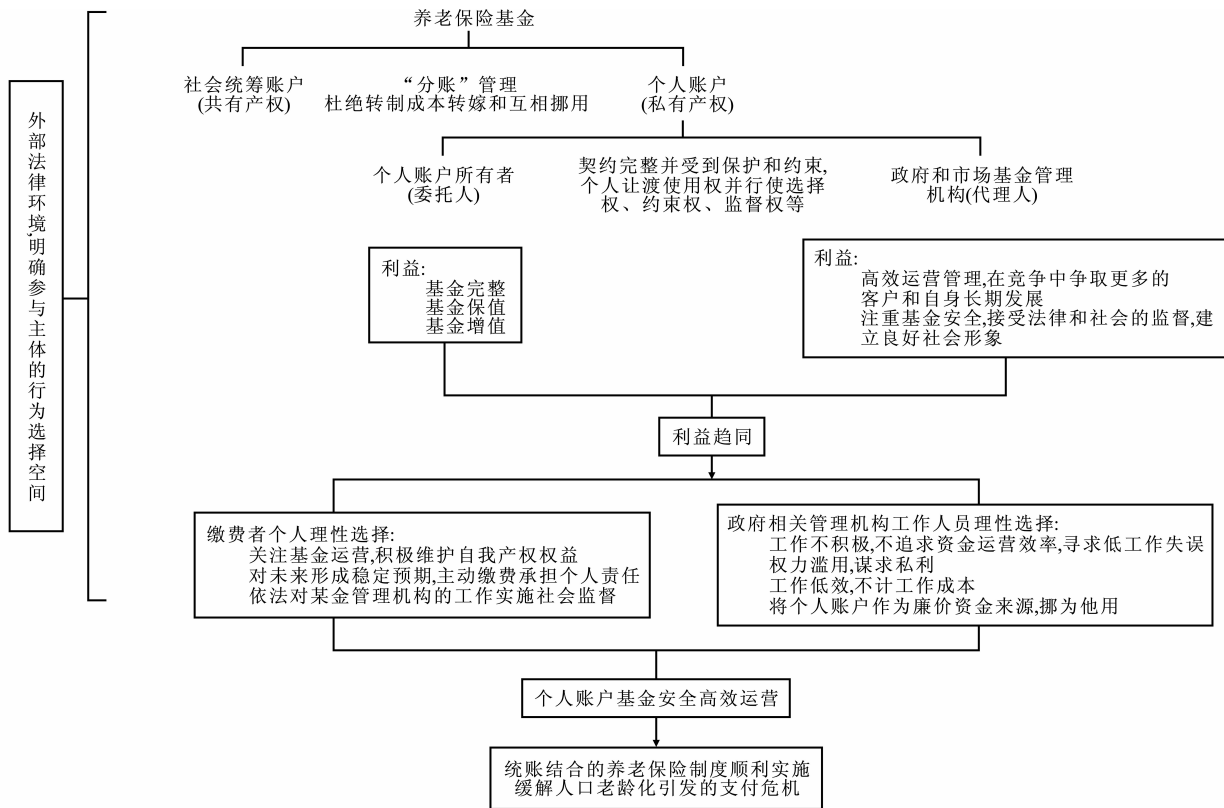 养老保险基金
社会统筹账户
(共有产权)
“分账”管理
杜绝转制成本转嫁和互相挪用
个人账户
(私有产权)
个人账户所有者
(委托人)
契约完整并受到保护和约束,
个人让渡使用权并行使选择
权、约束权、监督权等
政府和市场基金管理
机构(代理人)
外部法律环境,明确参与主体的行为选择空间
利益:
基金完整
基金保值
基金增值
利益:
高效运营管理,在竞争中争取更多的
客户和自身长期发展
注重基金安全,接受法律和社会的监督,建
立良好社会形象
利益趋同
缴费者个人理性选择:
关注基金运营,积极维护自我产权权益
对未来形成稳定预期,主动缴费承担个人责任
依法对某金管理机构的工作实施社会监督
政府相关管理机构工作人员理性选择:
工作不积极,不追求资金运营效率,寻求低工作失误
权力滥用,谋求私利
工作低效,不计工作成本
将个人账户作为廉价资金来源,挪为他用
个人账户基金安全高效运营
统账结合的养老保险制度顺利实施
缓解人口老龄化引发的支付危机